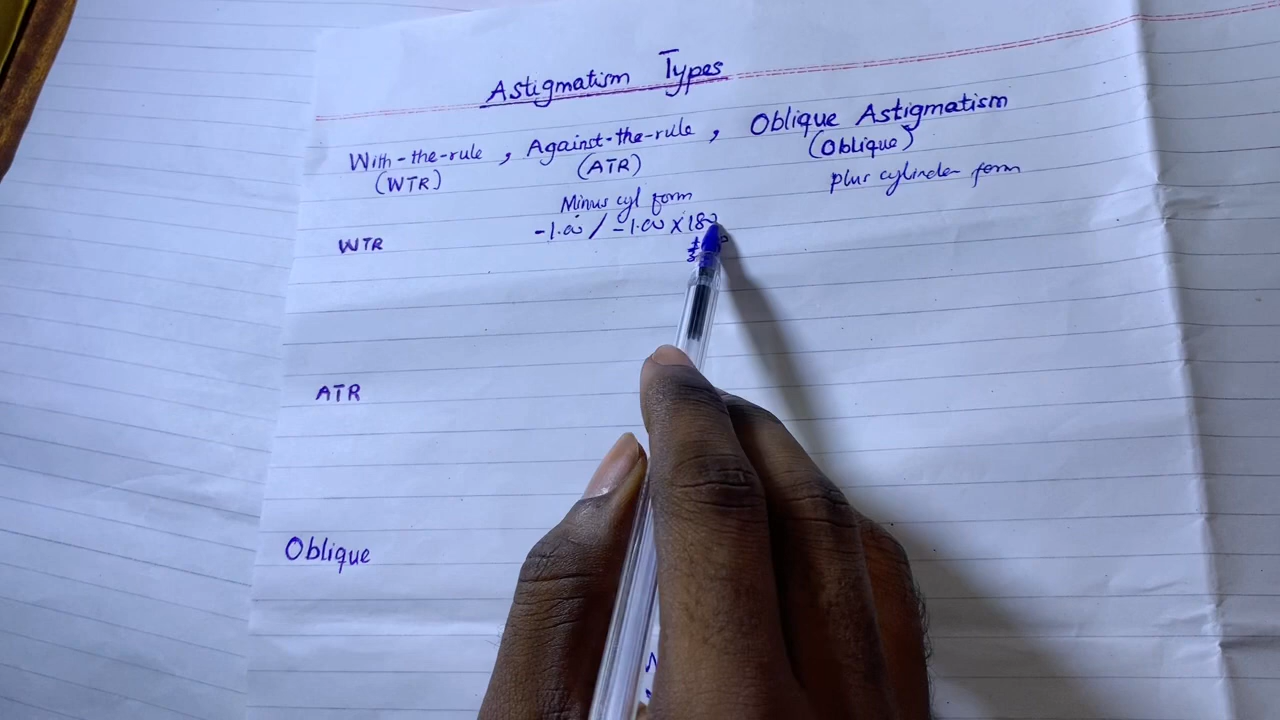 Astigmatism Types
With-the-rule, Against-the-rule, Oblique Astigmatism
(WTR) (ATR) (Oblique)
Minus cyl form plus cylinder form
WTR -1.00 / -1.00 x 180
ATR
Oblique